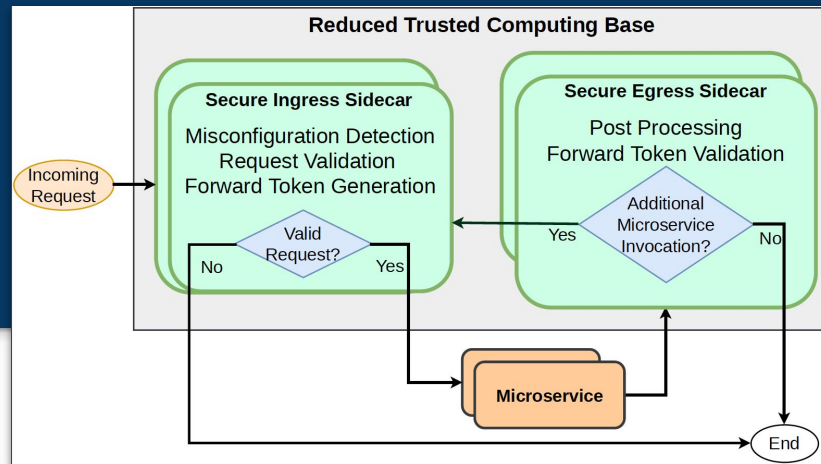 Reduced Trusted Computing Base
Secure Ingress Sidecar
Misconfiguration Detection
Request Validation
Forward Token Generation
Valid
Request?
No
Yes
Incoming
Request
Secure Egress Sidecar
Post Processing
Forward Token Validation
Additional
Microservice
Invocation?
Yes
No
Microservice
End